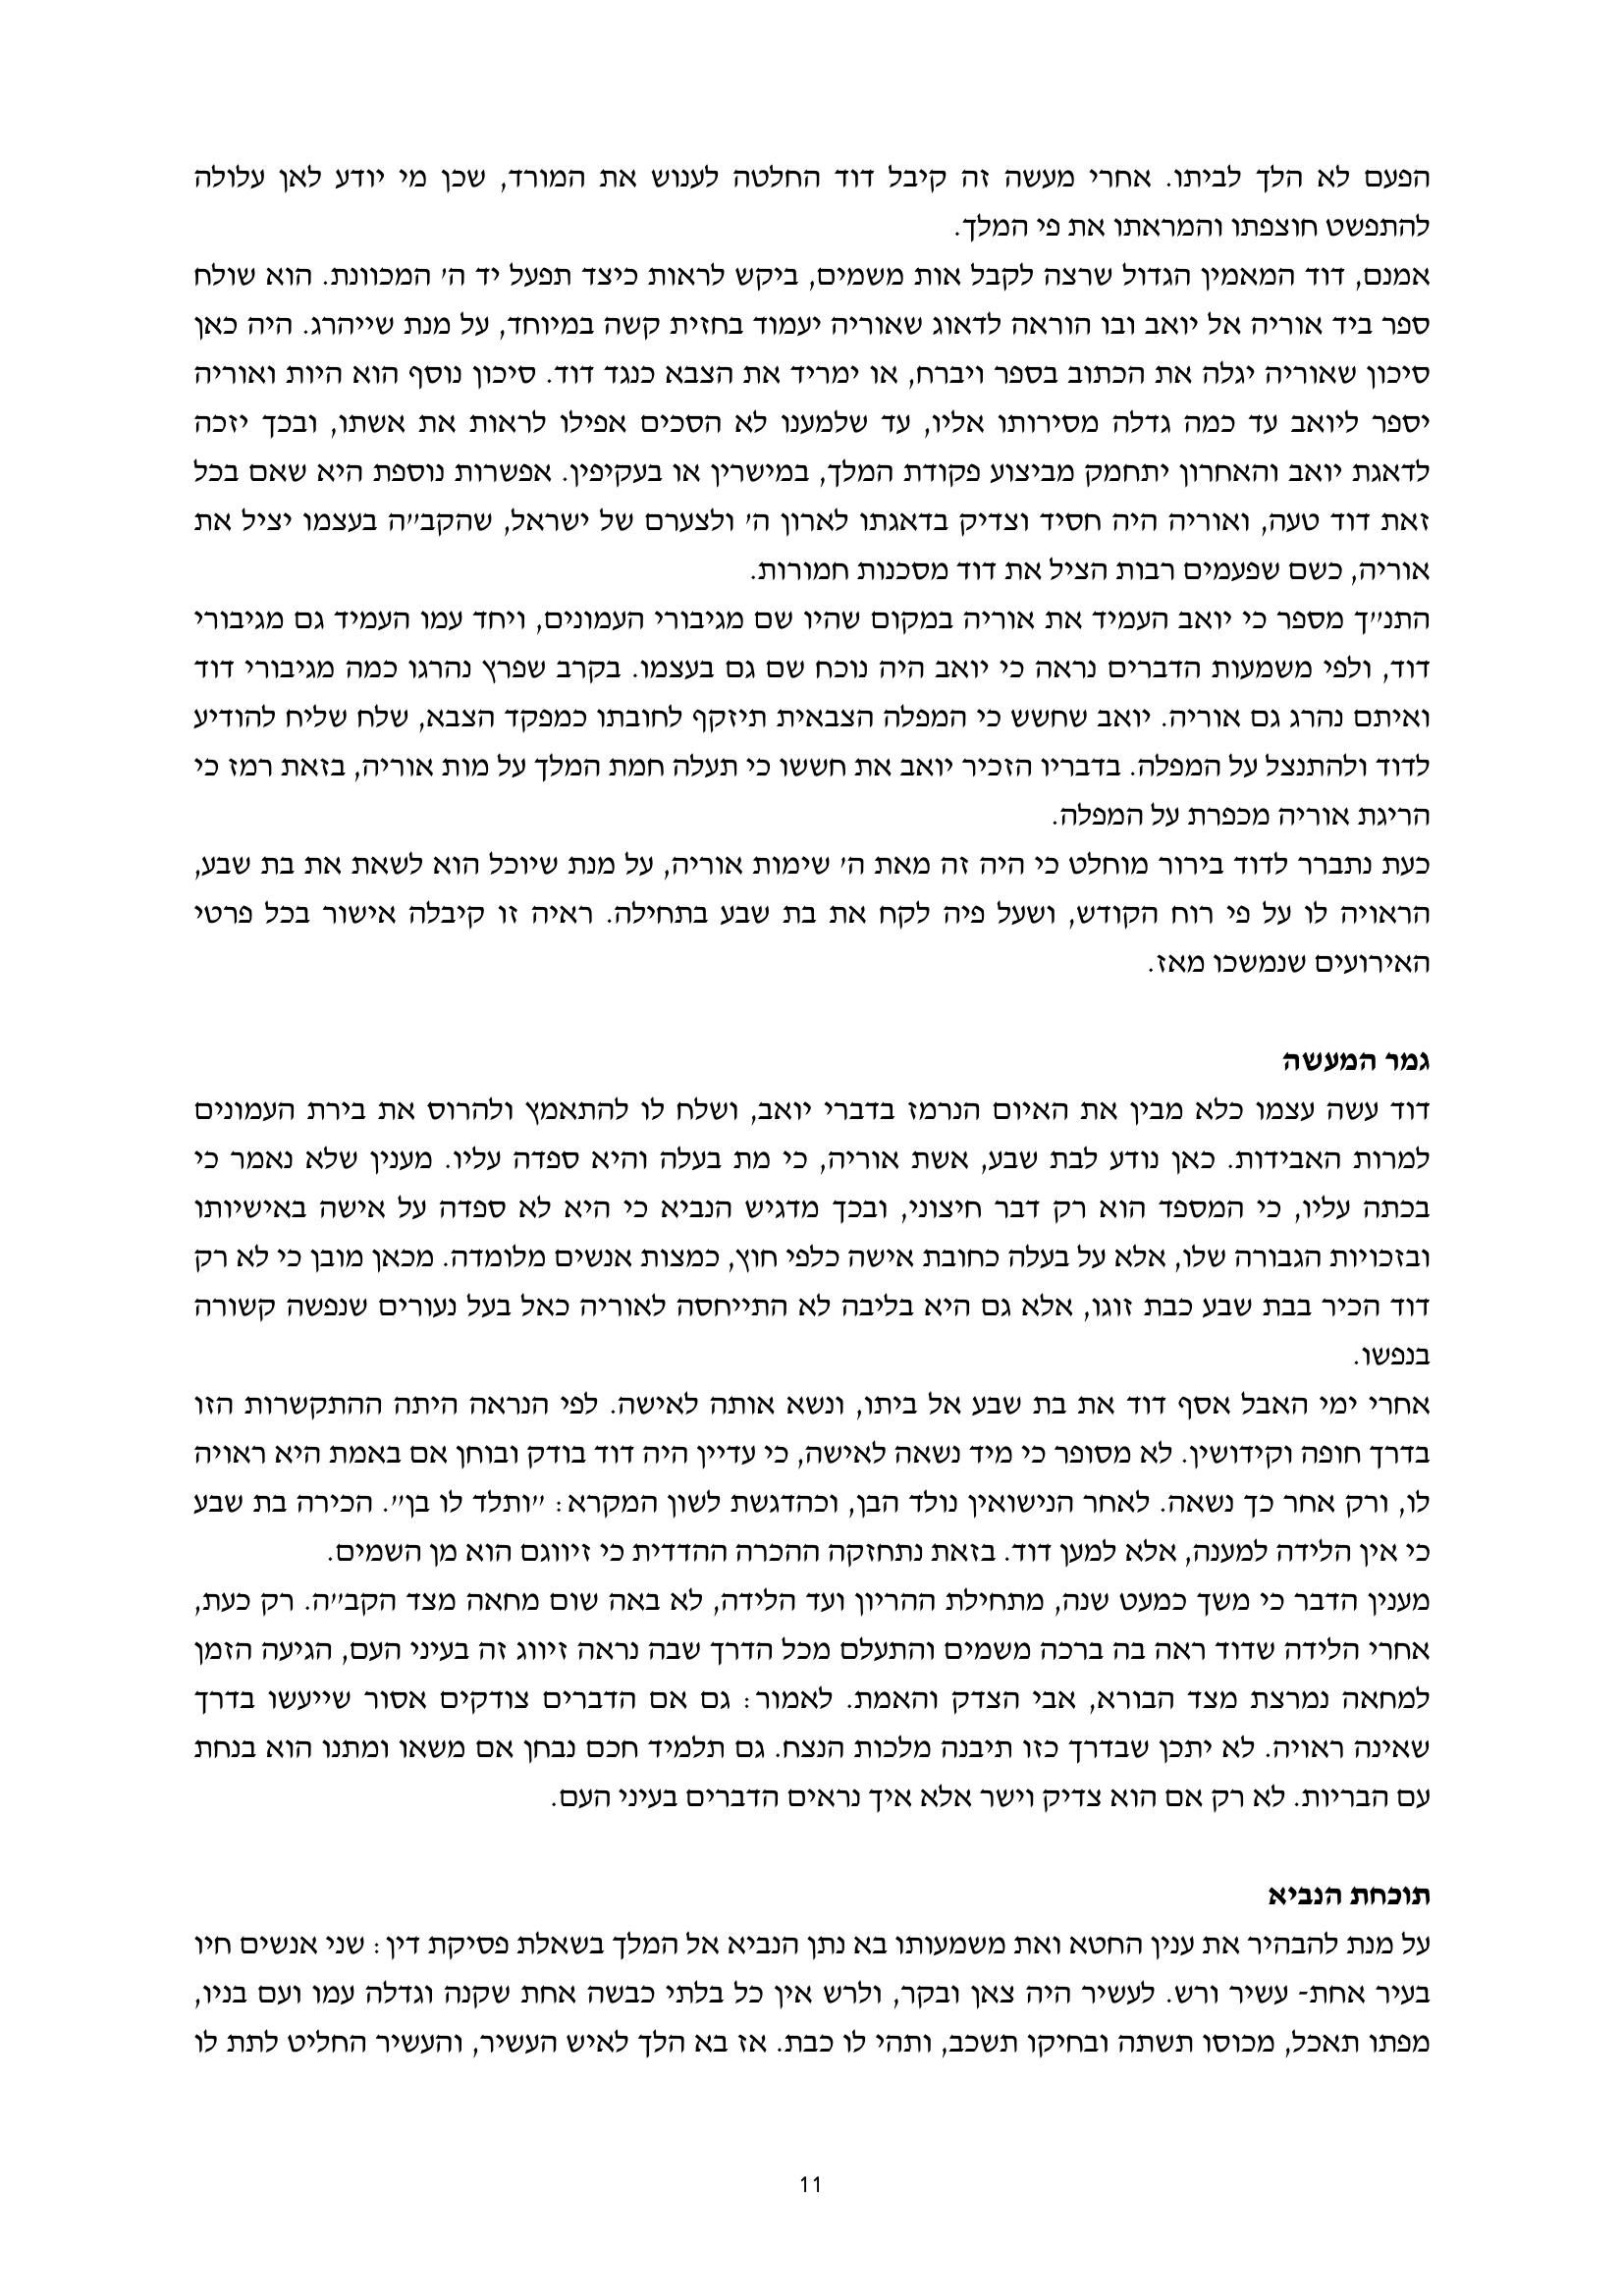 הפעם לא הלך לביתו. אחרי מעשה זה קיבל דוד החלטה לענוש את המורד, שכן מי יודע לאן עלולה
להתפשט חוצפתו והמראתו את פי המלך.
אמנם, דוד המאמין הגדול שרצה לקבל אות משמים, ביקש לראות כיצד תפעל יד ה' המכוונת. הוא שולח
ספר ביד אוריה אל יואב ובו הוראה לדאוג שאוריה יעמוד בחזית קשה במיוחד, על מנת שייהרג. היה כאן
סיכון שאוריה יגלה את הכתוב בספר ויברח, או ימריד את הצבא כנגד דוד. סיכון נוסף הוא היות ואוריה
יספר ליואב עד כמה גדלה מסירותו אליו, עד שלמענו לא הסכים אפילו לראות את אשתו, ובכך יזכה
לדאגת יואב והאחרון יתחמק מביצוע פקודת המלך, במישרין או בעקיפין. אפשרות נוספת היא שאם בכל
זאת דוד טעה, ואוריה היה חסיד וצדיק בדאגתו לארון ה' ולצערם של ישראל, שהקב"ה בעצמו יציל את
אוריה, כשם שפעמים רבות הציל את דוד מסכנות חמורות.
התנ"ך מספר כי יואב העמיד את אוריה במקום שהיו שם מגיבורי העמונים, ויחד עמו העמיד גם מגיבורי
דוד, ולפי משמעות הדברים נראה כי יואב היה נוכח שם גם בעצמו. בקרב שפרץ נהרגו כמה מגיבורי דוד
ואיתם נהרג גם אוריה. יואב שחשש כי המפלה הצבאית תיזקף לחובתו כמפקד הצבא, שלח שליח להודיע
לדוד ולהתנצל על המפלה. בדבריו הזכיר יואב את חששו כי תעלה חמת המלך על מות אוריה, בזאת רמז כי
הריגת אוריה מכפרת על המפלה.
כעת נתברר לדוד בירור מוחלט כי היה זה מאת ה' שימות אוריה, על מנת שיוכל הוא לשאת את בת שבע,
הראויה לו על פי רוח הקודש, ושעל פיה לקח את בת שבע בתחילה. ראיה זו קיבלה אישור בכל פרטי
האירועים שנמשכו מאז.
גמר המעשה
דוד עשה עצמו כלא מבין את האיום הנרמז בדברי יואב, ושלח לו להתאמץ ולהרוס את בירת העמונים
למרות האבידות. כאן נודע לבת שבע, אשת אוריה, כי מת בעלה והיא ספדה עליו. מענין שלא נאמר כי
בכתה עליו, כי המספד הוא רק דבר חיצוני, ובכך מדגיש הנביא כי היא לא ספדה על אישה באישיותו
ובזכויות הגבורה שלו, אלא על בעלה כחובת אישה כלפי חוץ, כמצות אנשים מלומדה. מכאן מובן כי לא רק
דוד הכיר בבת שבע כבת זוגו, אלא גם היא בליבה לא התייחסה לאוריה כאל בעל נעורים שנפשה קשורה
בנפשו.
אחרי ימי האבל אסף דוד את בת שבע אל ביתו, ונשא אותה לאישה. לפי הנראה היתה ההתקשרות הזו
בדרך חופה וקידושין. לא מסופר כי מיד נשאה לאישה, כי עדיין היה דוד בודק ובוחן אם באמת היא ראויה
לו, ורק אחר כך נשאה. לאחר הנישואין נולד הבן, וכהדגשת לשון המקרא: "ותלד לו בן". הכירה בת שבע
כי אין הלידה למענה, אלא למען דוד. בזאת נתחזקה ההכרה ההדדית כי זיווגם הוא מן השמים.
מענין הדבר כי משך כמעט שנה, מתחילת ההריון ועד הלידה, לא באה שום מחאה מצד הקב"ה. רק כעת,
אחרי הלידה שדוד ראה בה ברכה משמים והתעלם מכל הדרך שבה נראה זיווג זה בעיני העם, הגיעה הזמן
למחאה נמרצת מצד הבורא, אבי הצדק והאמת. לאמור: גם אם הדברים צודקים אסור שייעשו בדרך
שאינה ראויה. לא יתכן שבדרך כזו תיבנה מלכות הנצח. גם תלמיד חכם נבחן אם משאו ומתנו הוא בנחת
עם הבריות. לא רק אם הוא צדיק וישר אלא איך נראים הדברים בעיני העם.
תוכחת הנביא
על מנת להבהיר את ענין החטא ואת משמעותו בא נתן הנביא אל המלך בשאלת פסיקת דין: שני אנשים חיו
בעיר אחת- עשיר ורש. לעשיר היה צאן ובקר, ולרש אין כל בלתי כבשה אחת שקנה וגדלה עמו ועם בניו,
מפתו תאכל, מכוסו תשתה ובחיקו תשכב, ותהי לו כבת. אז בא הלך לאיש העשיר, והעשיר החליט לתת לו
11